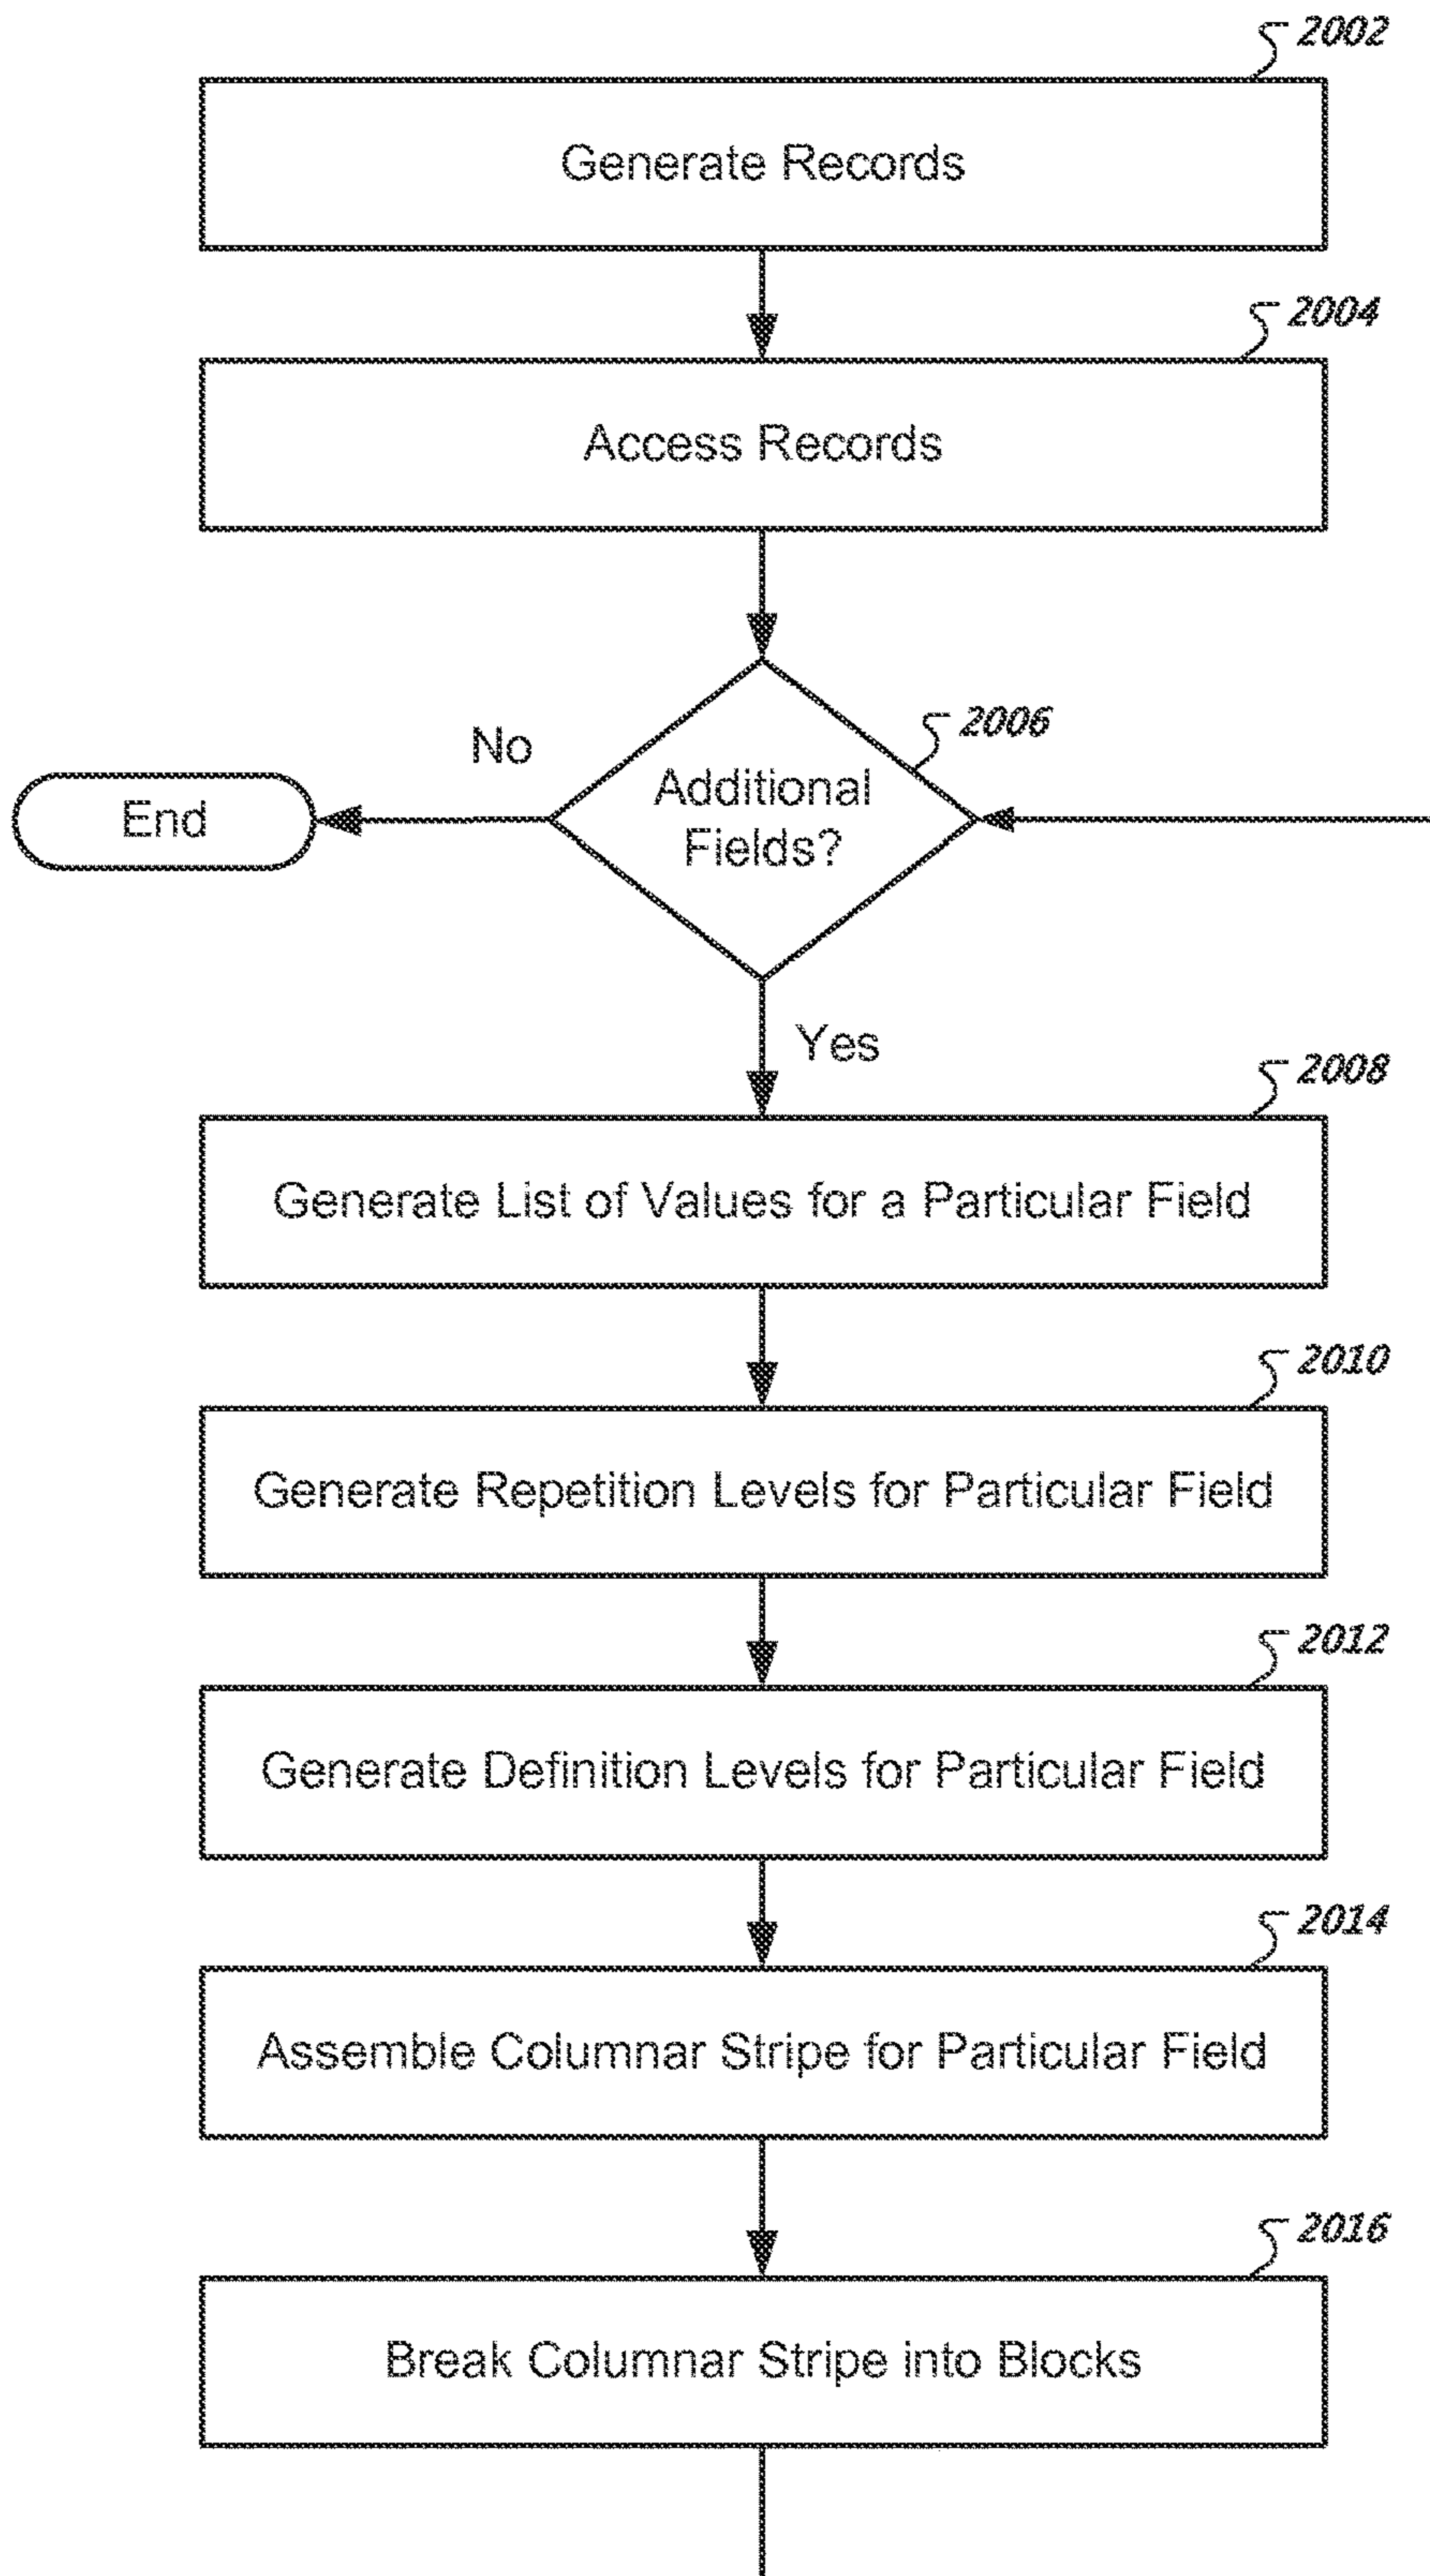 2002
Generate Records
2004
Access Records
2006
No
Additional
Fields?
End
Yes
2008
Generate List of Values for a Particular Field
2010
Generate Repetition Levels for Particular Field
2012
Generate Definition Levels for Particular Field
2014
Assemble Columnar Stripe for Particular Field
2016
Break Columnar Stripe into Blocks